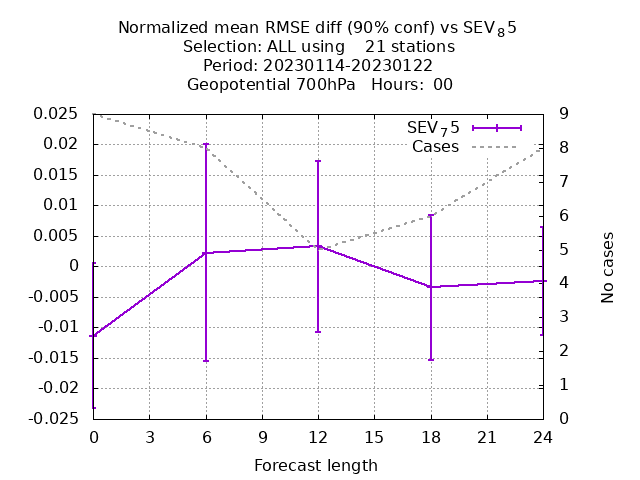 Normalized mean RMSE diff (90% conf) vs SEV₈5
Selection: ALL using    21 stations
Period: 20230114-20230122
Geopotential 700hPa   Hours:  00
SEV₇5
Cases
0.025
0.02
0.015
0.01
0.005
0
-0.005
-0.01
-0.015
-0.02
-0.025
9
8
7
6
5
4
3
2
1
0
No cases
0 3 6 9 12 15 18 21 24
Forecast length